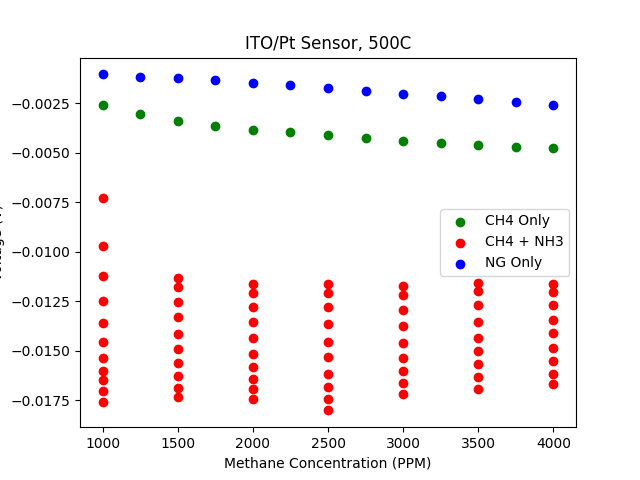 ITO/Pt Sensor, 500C
−0.0025
−0.0050
−0.0075
−0.0100
−0.0125
−0.0150
−0.0175
CH4 Only
CH4 + NH3
NG Only
1000 1500 2000 2500 3000 3500 4000
Methane Concentration (PPM)